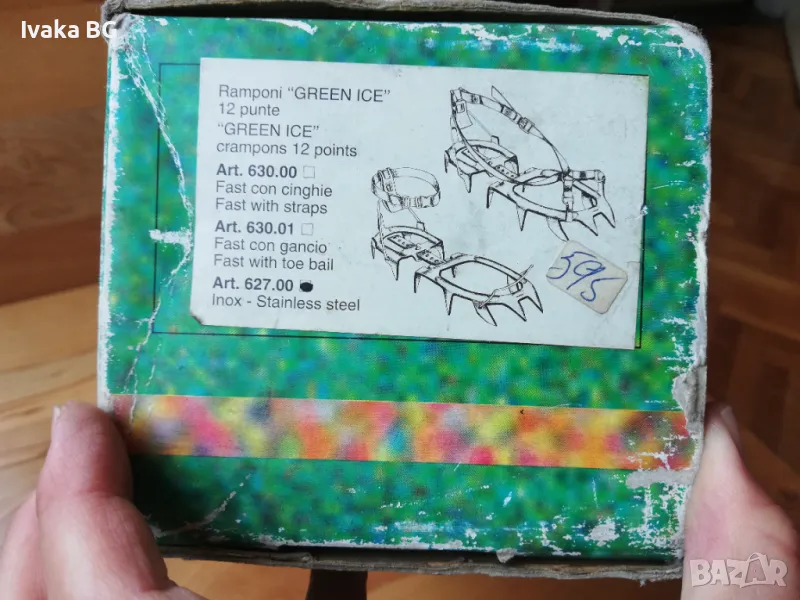 Ivaka BG
Ramponi “GREEN ICE”
12 punte
“GREEN ICE”
crampons 12 points
Art. 630.00
Fast con cinghie
Fast with straps
Art. 630.01
Fast con gancio
Fast with toe bail
Art. 627.00
Inox - Stainless steel
595
BAZAR